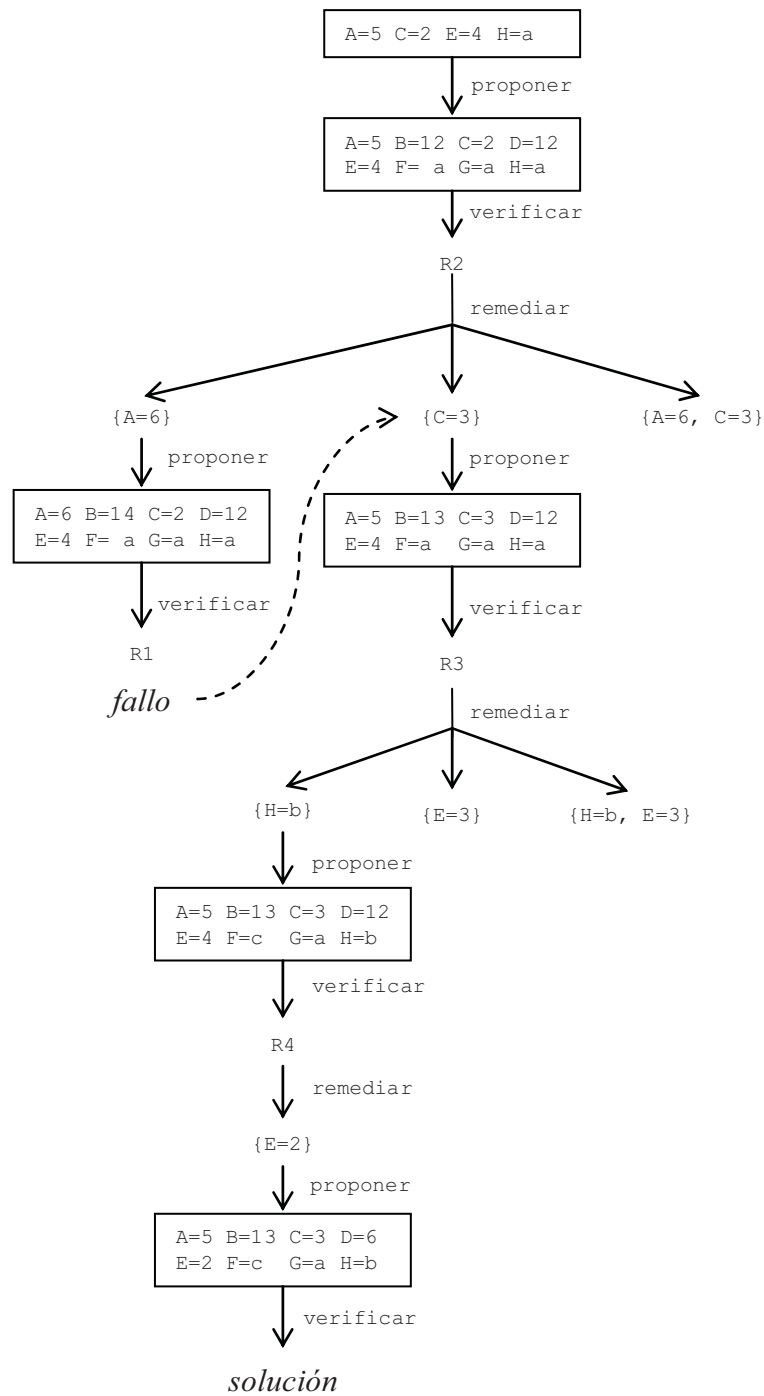 A=5 C=2 E=4 H=a
proponer
A=5 B=12 C=2 D=12
E=4 F= a G=a H=a
verificar
R2
remediar
{A=6}
{C=3}
{A=6, C=3}
proponer
proponer
A=6 B=14 C=2 D=12
E=4 F= a G=a H=a
A=5 B=13 C=3 D=12
E=4 F=a G=a H=a
verificar
verificar
R1
R3
fallo
remediar
{H=b}
{E=3}
{H=b, E=3}
proponer
A=5 B=13 C=3 D=12
E=4 F=c G=a H=b
verificar
R4
remediar
{E=2}
proponer
A=5 B=13 C=3 D=6
E=2 F=c G=a H=b
verificar
solución